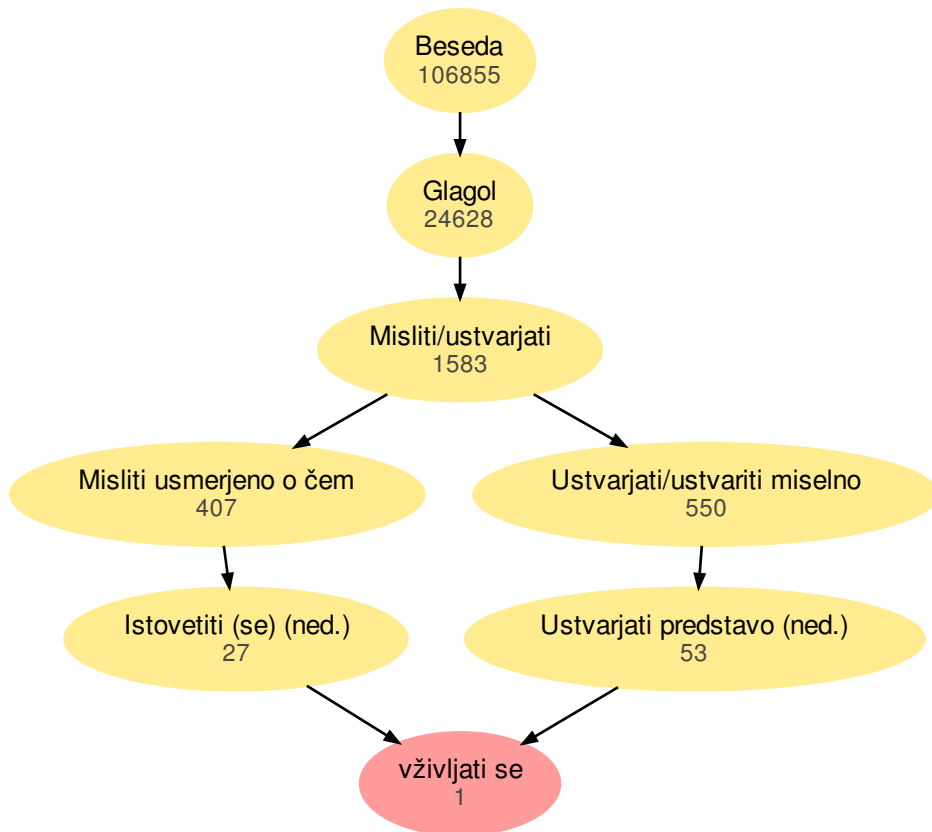 Beseda
106855
Glagol
24628
Misliti/ustvarjati
1583
Misliti usmerjeno o čem
407
Ustvarjati/ustvariti miselno
550
Istovetiti (se) (ned.)
27
Ustvarjati predstavo (ned.)
53
vživljati se
1